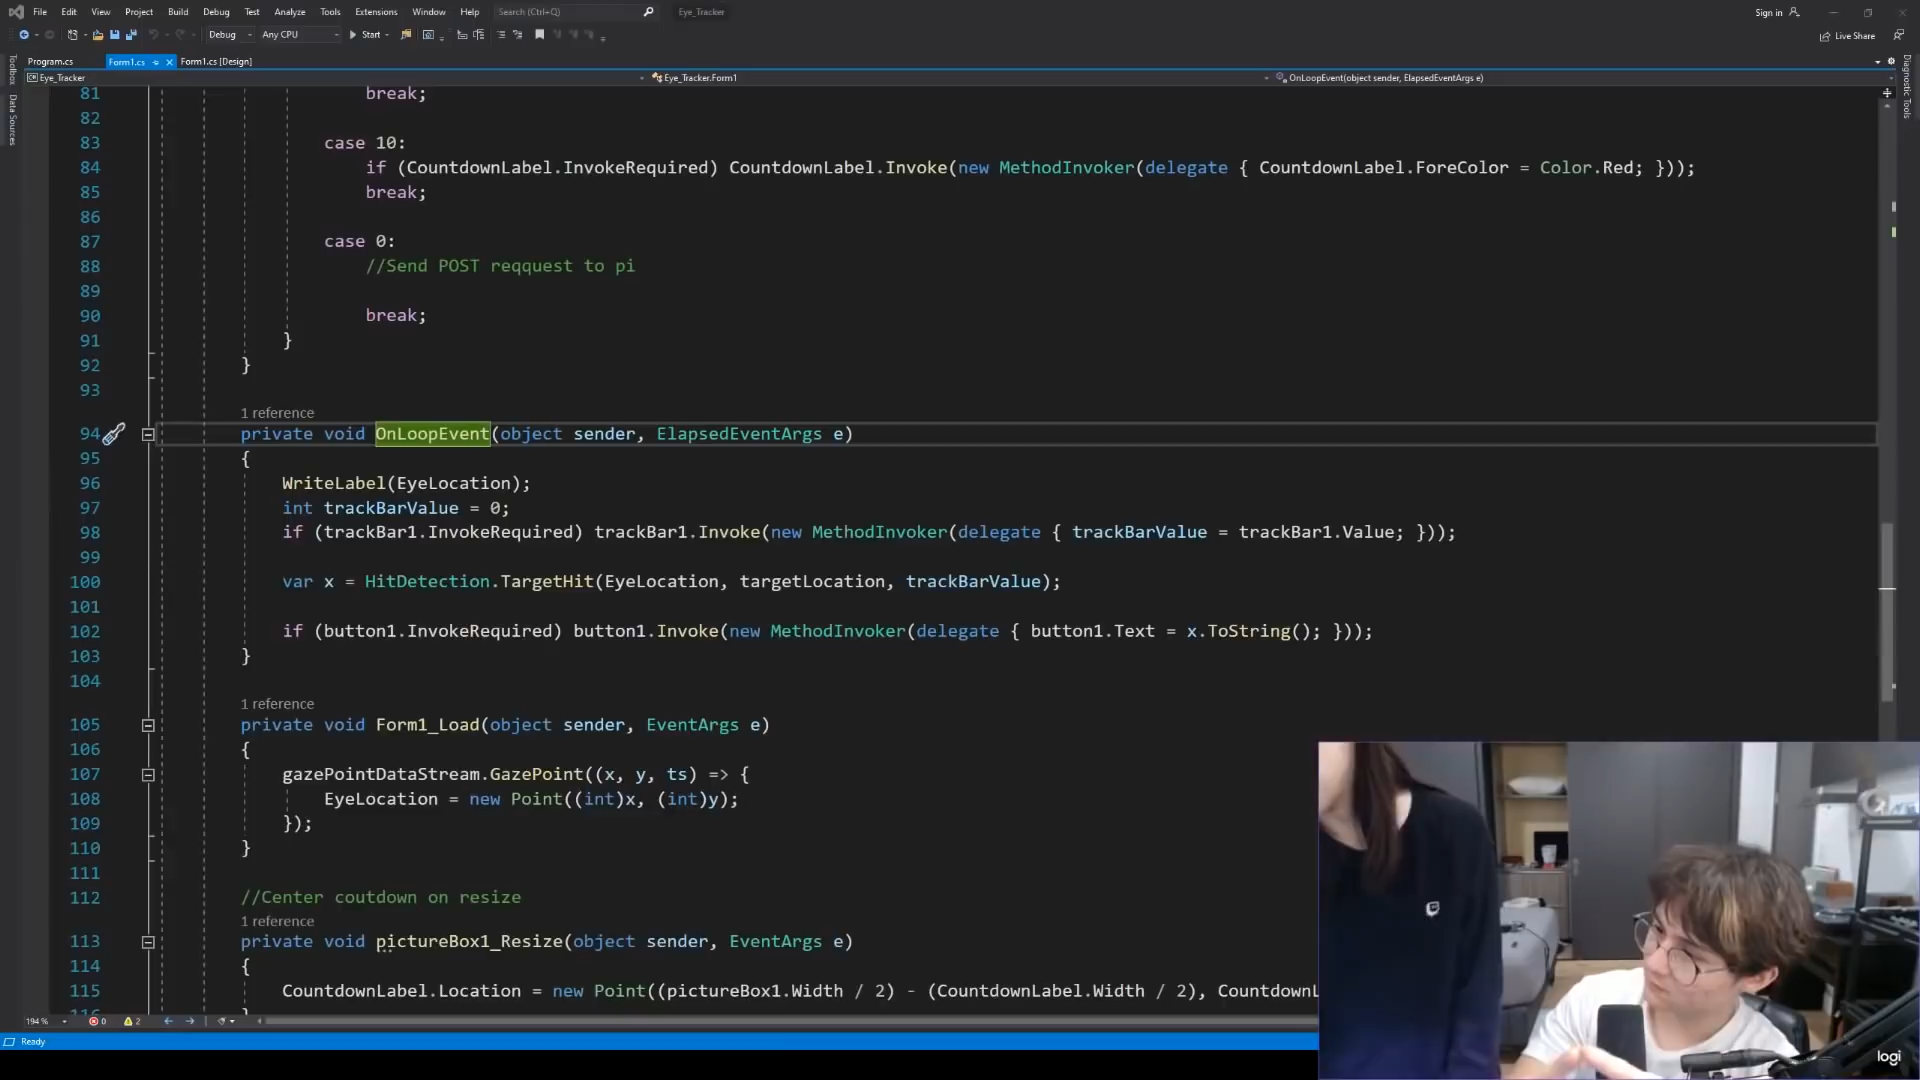 File Edit View Project Build Debug Test Analyze Tools Extensions Window Help Search (Ctrl+Q) Eye_Tracker Sign in
Debug Any CPU Start Live Share
Program.cs Form1.cs Form1.cs [Design]
Eye_Tracker Eye_Tracker.Form1 OnLoopEvent(object sender, ElapsedEventArgs e)
Toolbox
Data Sources
Diagnostic Tools
81 break;
82
83 case 10:
84 if (CountdownLabel.InvokeRequired) CountdownLabel.Invoke(new MethodInvoker(delegate { CountdownLabel.ForeColor = Color.Red; }));
85 break;
86
87 case 0:
88 //Send POST reqquest to pi
89
90 break;
91 }
92 }
93
1 reference
94 private void OnLoopEvent(object sender, ElapsedEventArgs e)
95 {
96 WriteLabel(EyeLocation);
97 int trackBarValue = 0;
98 if (trackBar1.InvokeRequired) trackBar1.Invoke(new MethodInvoker(delegate { trackBarValue = trackBar1.Value; }));
99
100 var x = HitDetection.TargetHit(EyeLocation, targetLocation, trackBarValue);
101
102 if (button1.InvokeRequired) button1.Invoke(new MethodInvoker(delegate { button1.Text = x.ToString(); }));
103 }
104
1 reference
105 private void Form1_Load(object sender, EventArgs e)
106 {
107 gazePointDataStream.GazePoint((x, y, ts) => {
108 EyeLocation = new Point((int)x, (int)y);
109 });
110 }
111
112 //Center coutdown on resize
1 reference
113 private void pictureBox1_Resize(object sender, EventArgs e)
114 {
115 CountdownLabel.Location = new Point((pictureBox1.Width / 2) - (CountdownLabel.Width / 2), CountdownL
194 % 0 2
Ready
logi